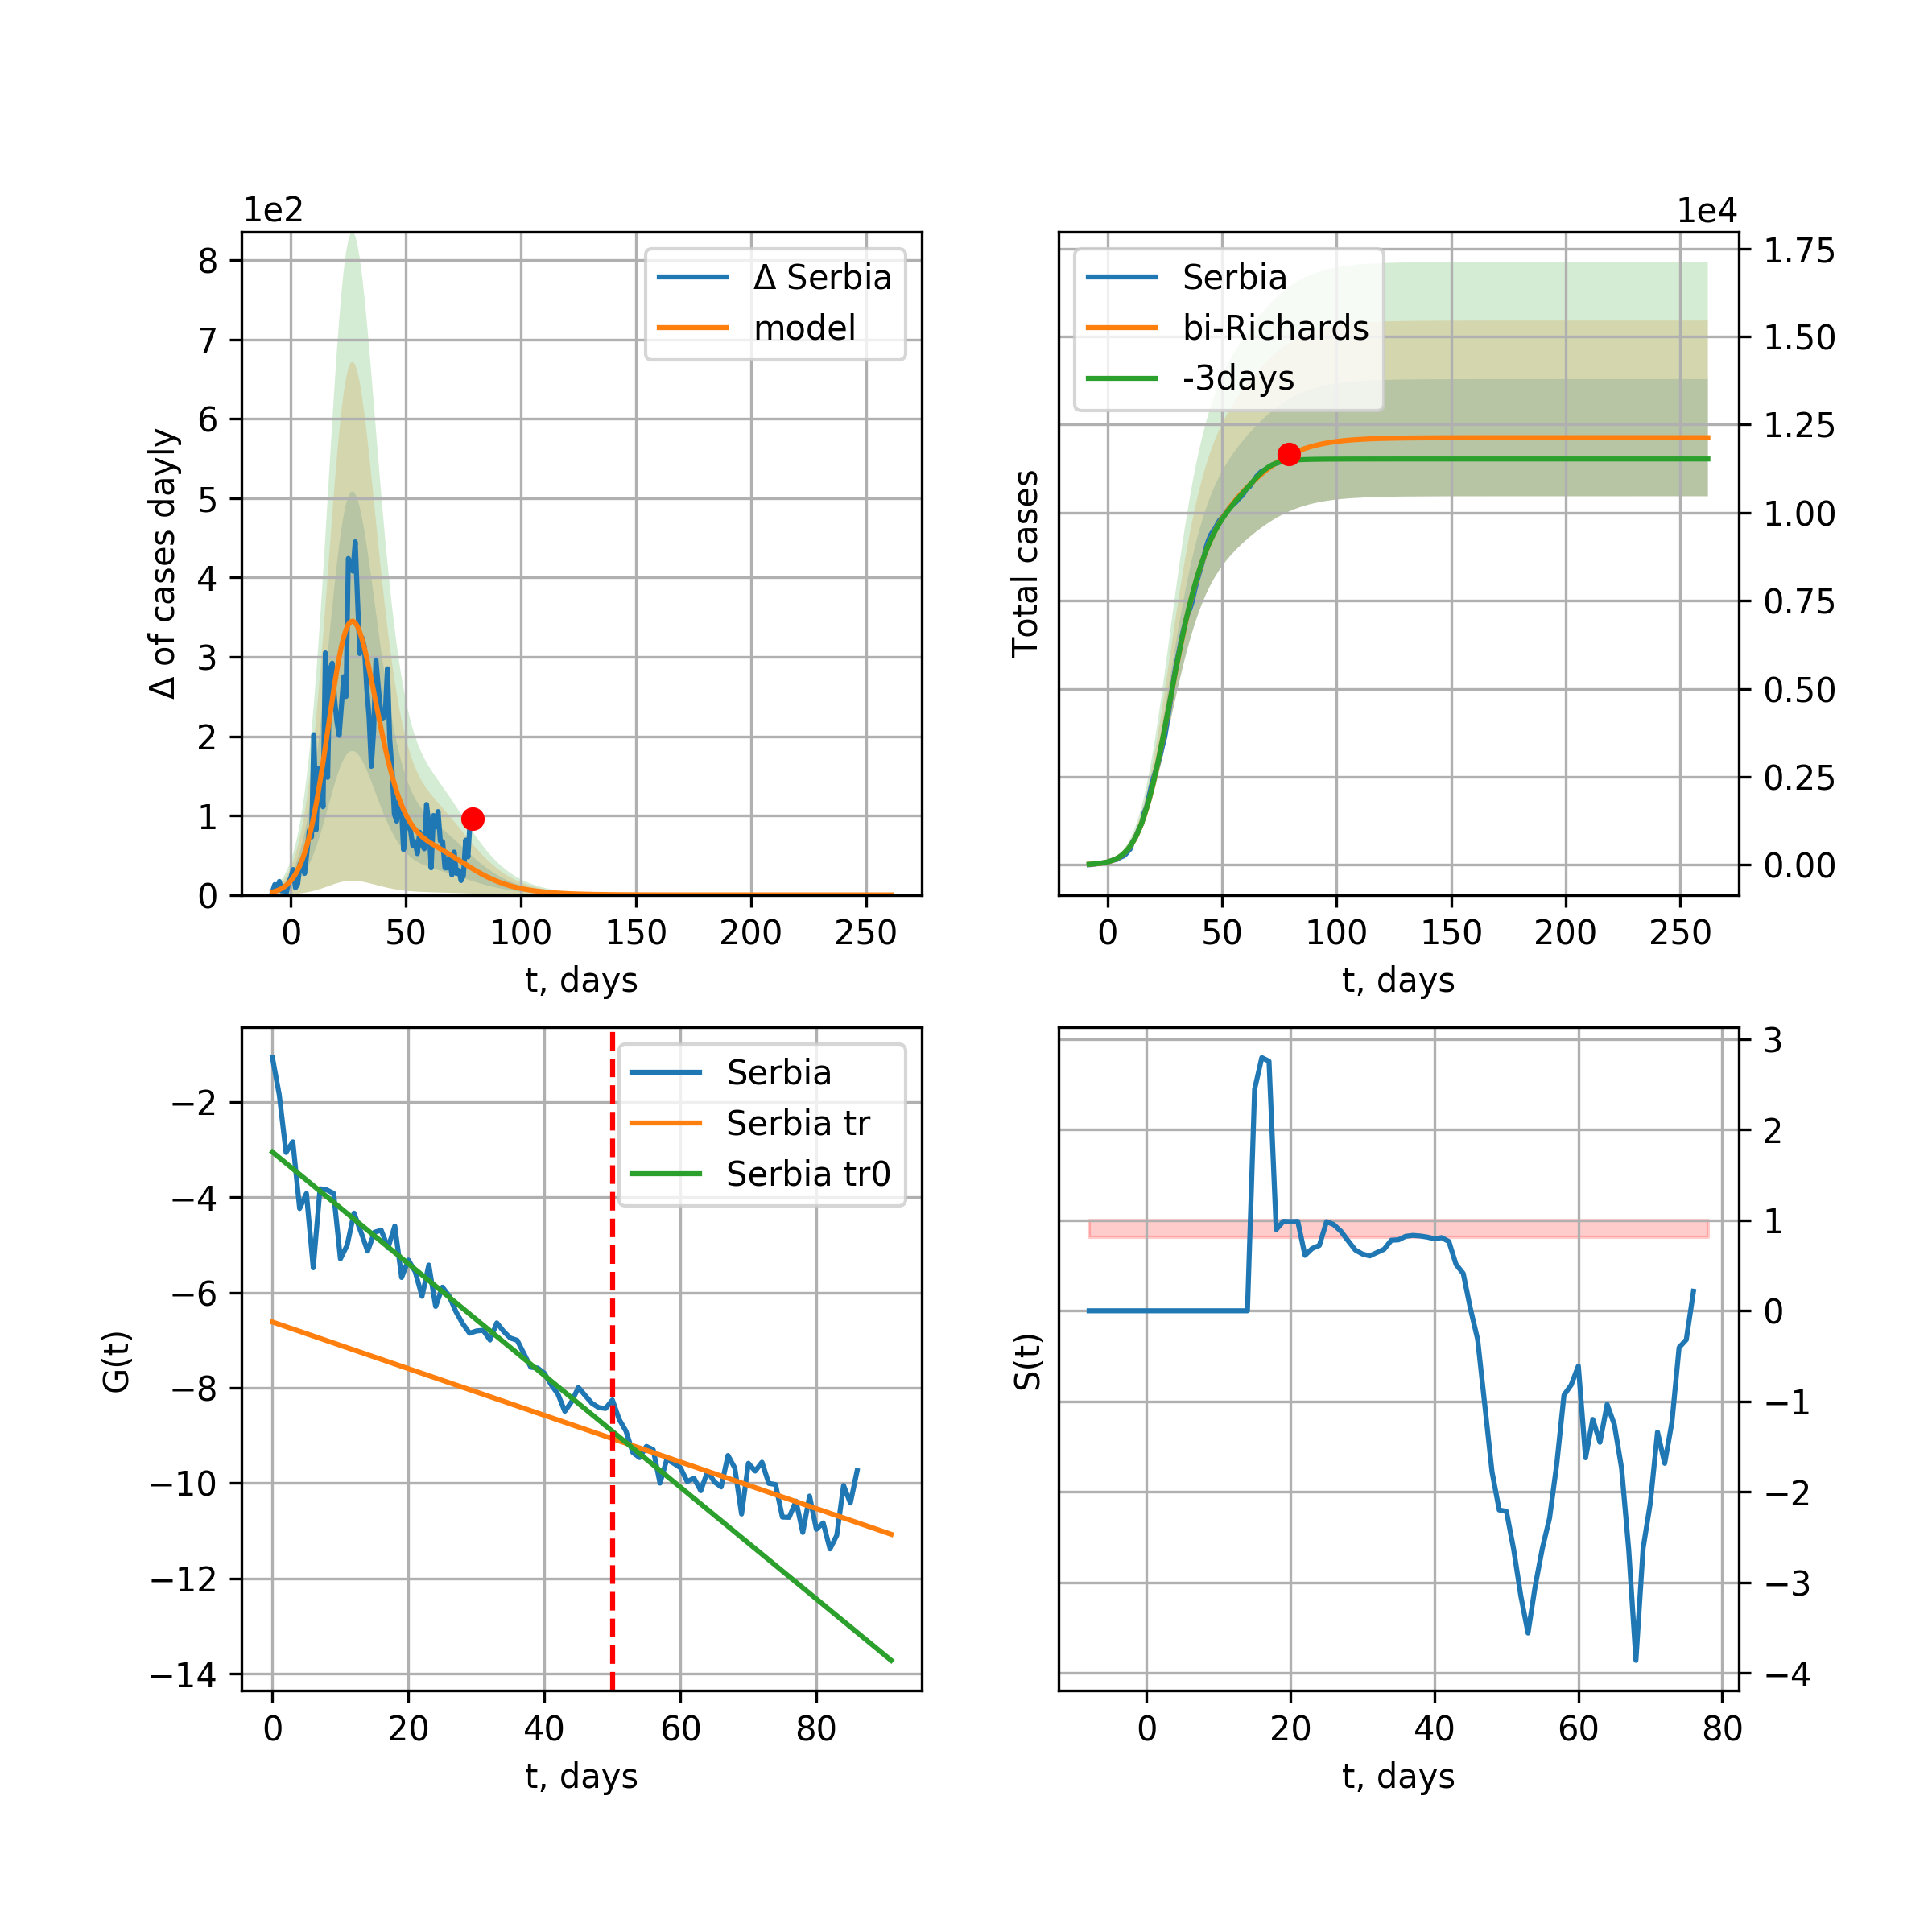 1e2
8
7
6
5
4
3
2
1
0
Δ of cases dayly
0 50 100 150 200 250
t, days
Δ Serbia
model
1e4
1.75
1.50
1.25
1.00
0.75
0.50
0.25
0.00
Total cases
0 50 100 150 200 250
t, days
Serbia
bi-Richards
-3days
−2
−4
−6
−8
−10
−12
−14
G(t)
0 20 40 60 80
t, days
Serbia
Serbia tr
Serbia tr0
3
2
1
0
−1
−2
−3
−4
S(t)
0 20 40 60 80
t, days